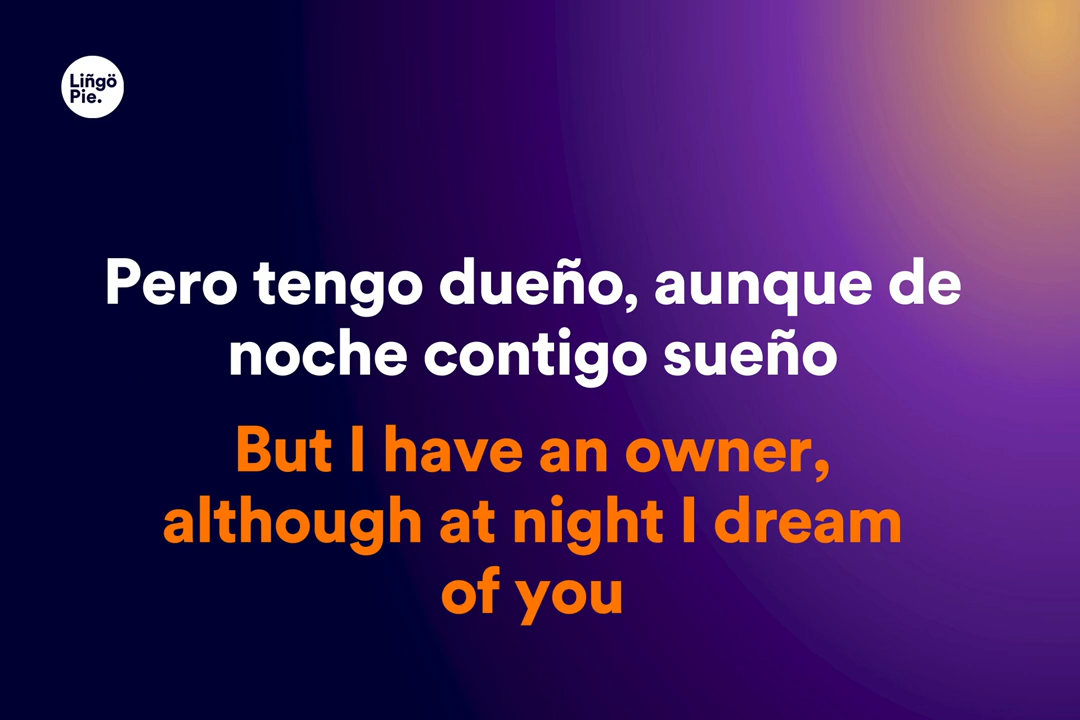 Liñgö
Pie.
Pero tengo dueño, aunque de
noche contigo sueño
But I have an owner,
although at night I dream
of you